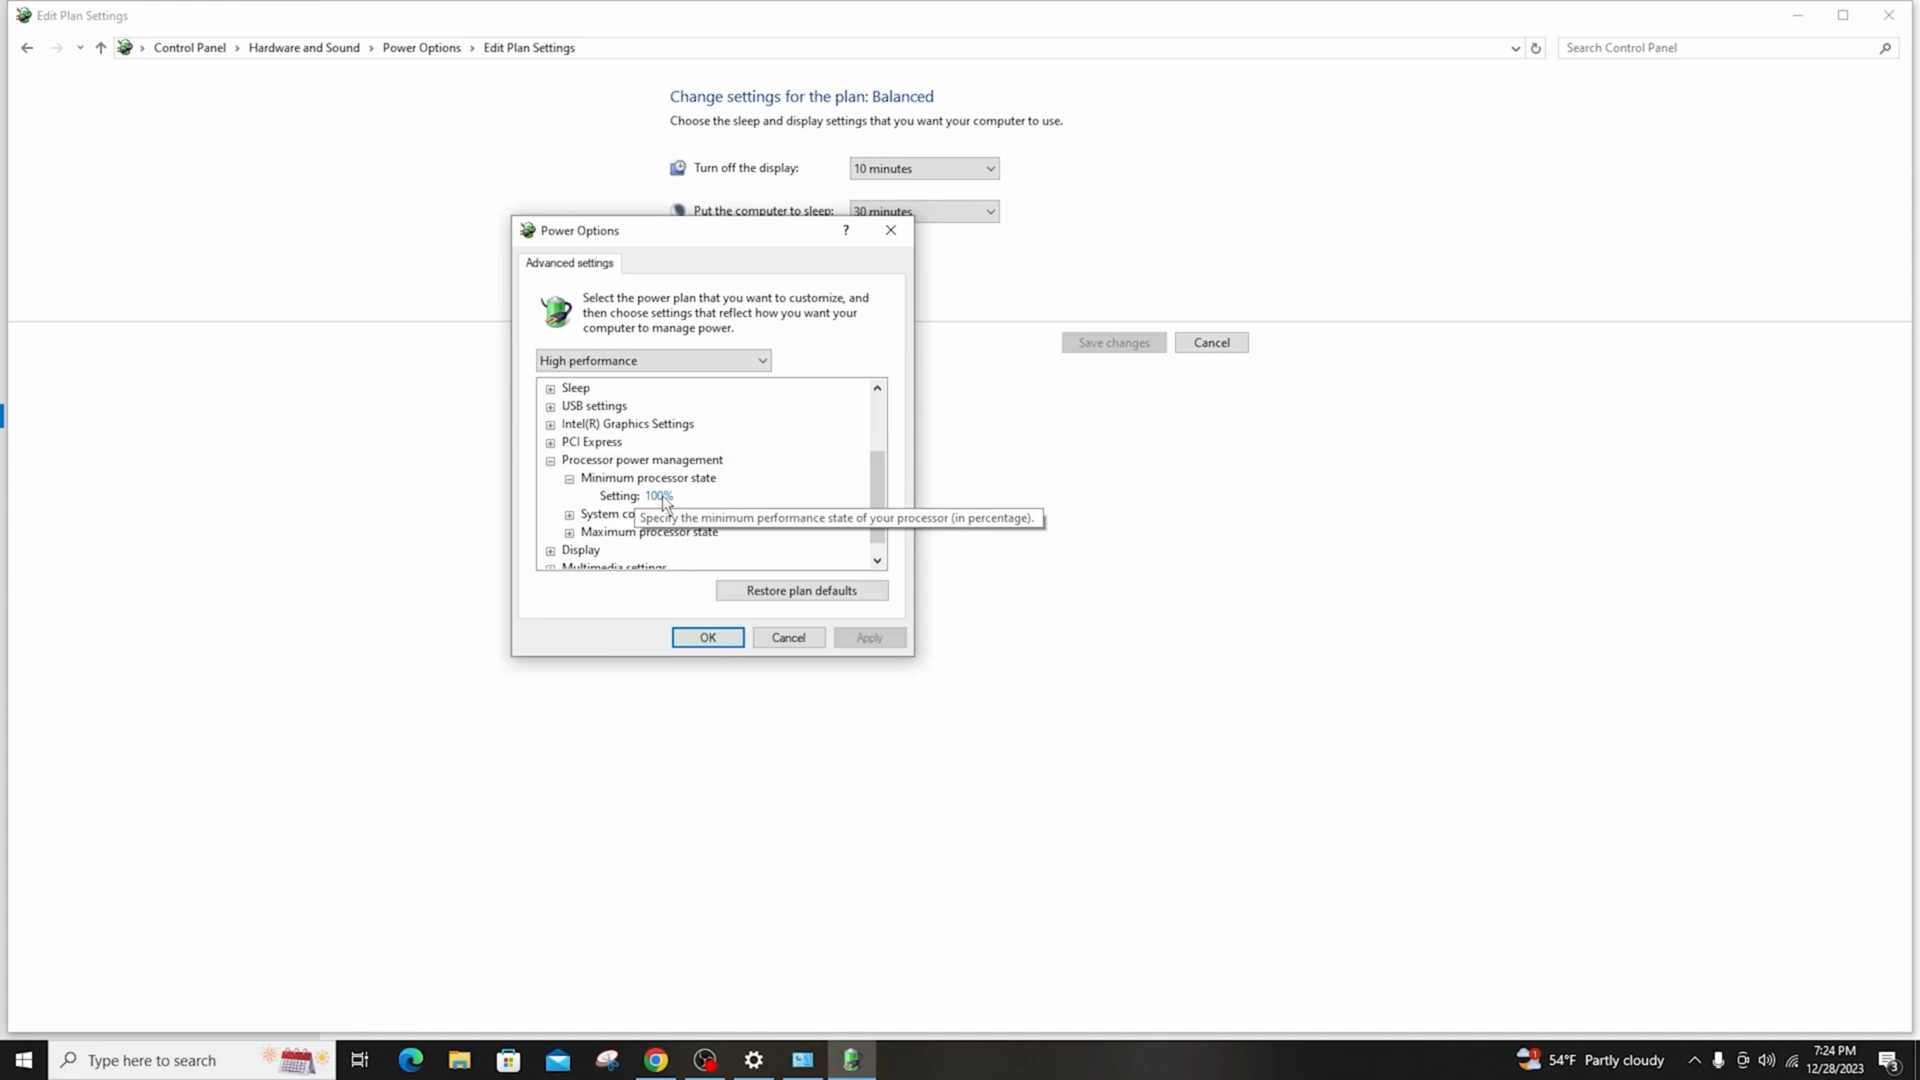 Edit Plan Settings
Control Panel > Hardware and Sound > Power Options > Edit Plan Settings
Search Control Panel
Change settings for the plan: Balanced
Choose the sleep and display settings that you want your computer to use.
Turn off the display: 10 minutes
Put the computer to sleep: 30 minutes
Power Options
?
Advanced settings
Select the power plan that you want to customize, and
then choose settings that reflect how you want your
computer to manage power.
Save changes
Cancel
High performance
Sleep
USB settings
Intel(R) Graphics Settings
PCI Express
Processor power management
Minimum processor state
Setting: 100%
System co
Specify the minimum performance state of your processor (in percentage).
Maximum processor state
Display
Multimedia settings
Restore plan defaults
OK
Cancel
Apply
Type here to search
1
54°F Partly cloudy
7:24 PM
12/28/2023
3